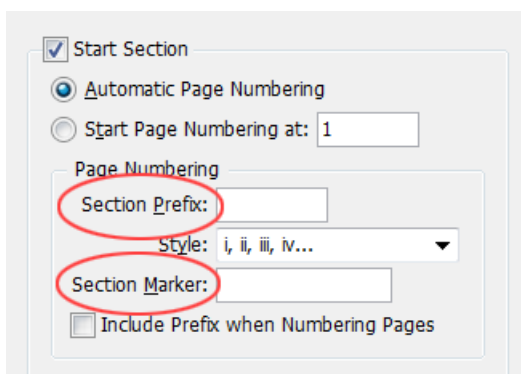 Start Section
Automatic Page Numbering
Start Page Numbering at: 1
Page Numbering
Section Prefix:
Style: i, ii, iii, iv...
Section Marker:
Include Prefix when Numbering Pages